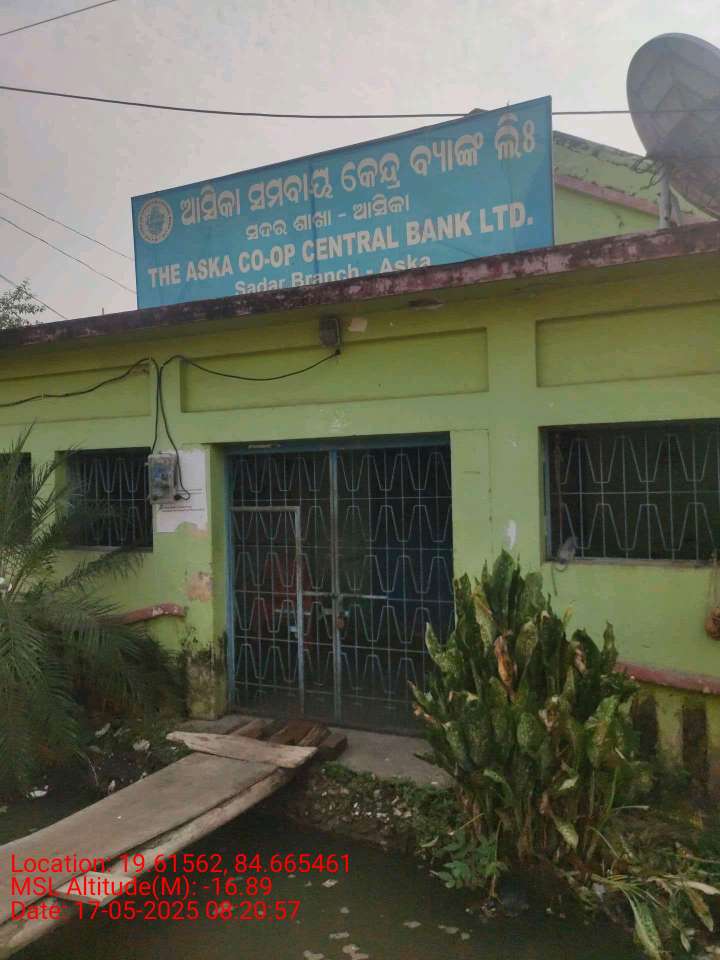 ଆସିକା ସମବାୟ କେନ୍ଦ୍ର ବ୍ୟାଙ୍କ ଲିଃ
ସଦର ଶାଖା - ଆସିକା
THE ASKA CO-OP CENTRAL BANK LTD.
Sadar Branch - Aska
Location: 19.61562, 84.665461
MSL Altitude(M): -16.89
Date: 17-05-2025 08:20:57